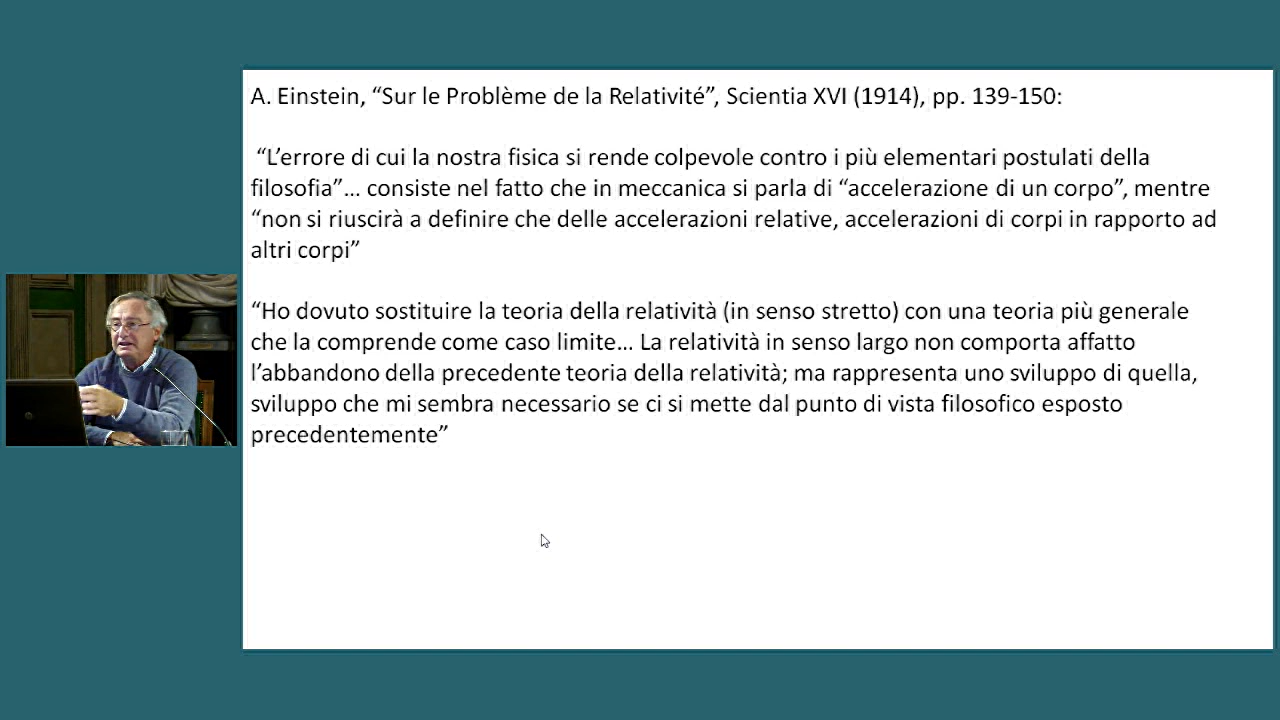 A. Einstein, “Sur le Problème de la Relativité”, Scientia XVI (1914), pp. 139-150:
“L’errore di cui la nostra fisica si rende colpevole contro i più elementari postulati della
filosofia”... consiste nel fatto che in meccanica si parla di “accelerazione di un corpo”, mentre
“non si riuscirà a definire che delle accelerazioni relative, accelerazioni di corpi in rapporto ad
altri corpi”
“Ho dovuto sostituire la teoria della relatività (in senso stretto) con una teoria più generale
che la comprende come caso limite... La relatività in senso largo non comporta affatto
l’abbandono della precedente teoria della relatività; ma rappresenta uno sviluppo di quella,
sviluppo che mi sembra necessario se ci si mette dal punto di vista filosofico esposto
precedentemente”